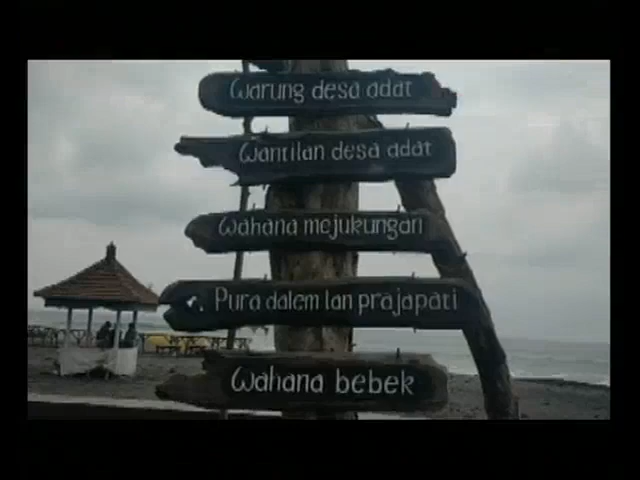 Warung desa adat
Wantilan desa adat
Wahana mejukungan
Pura dalem lan prajapati
Wahana bebek